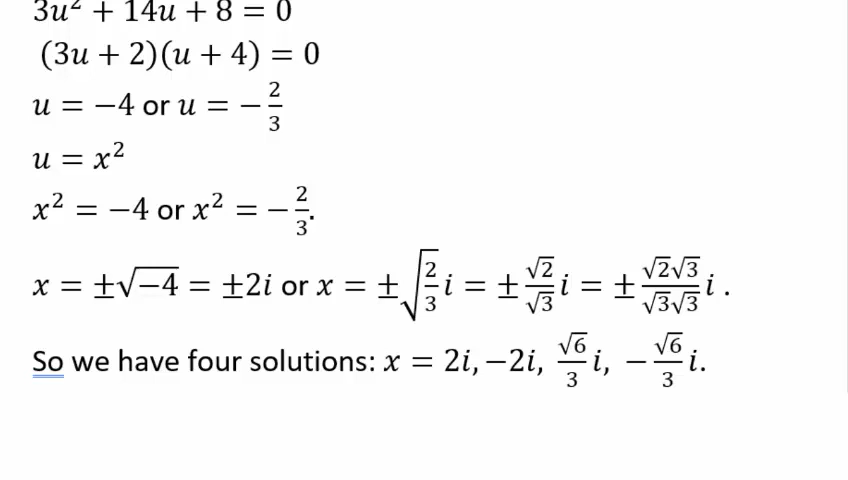 3u² + 14u + 8 = 0
(3u + 2)(u + 4) = 0
u = −4 or u = −2/3
u = x²
x² = −4 or x² = −2/3.
x = ±√−4 = ±2i or x = ±√(2/3)i = ±√2/√3 i = ±√2√3/√3√3 i .
So we have four solutions: x = 2i, −2i, √6/3 i, −√6/3 i.